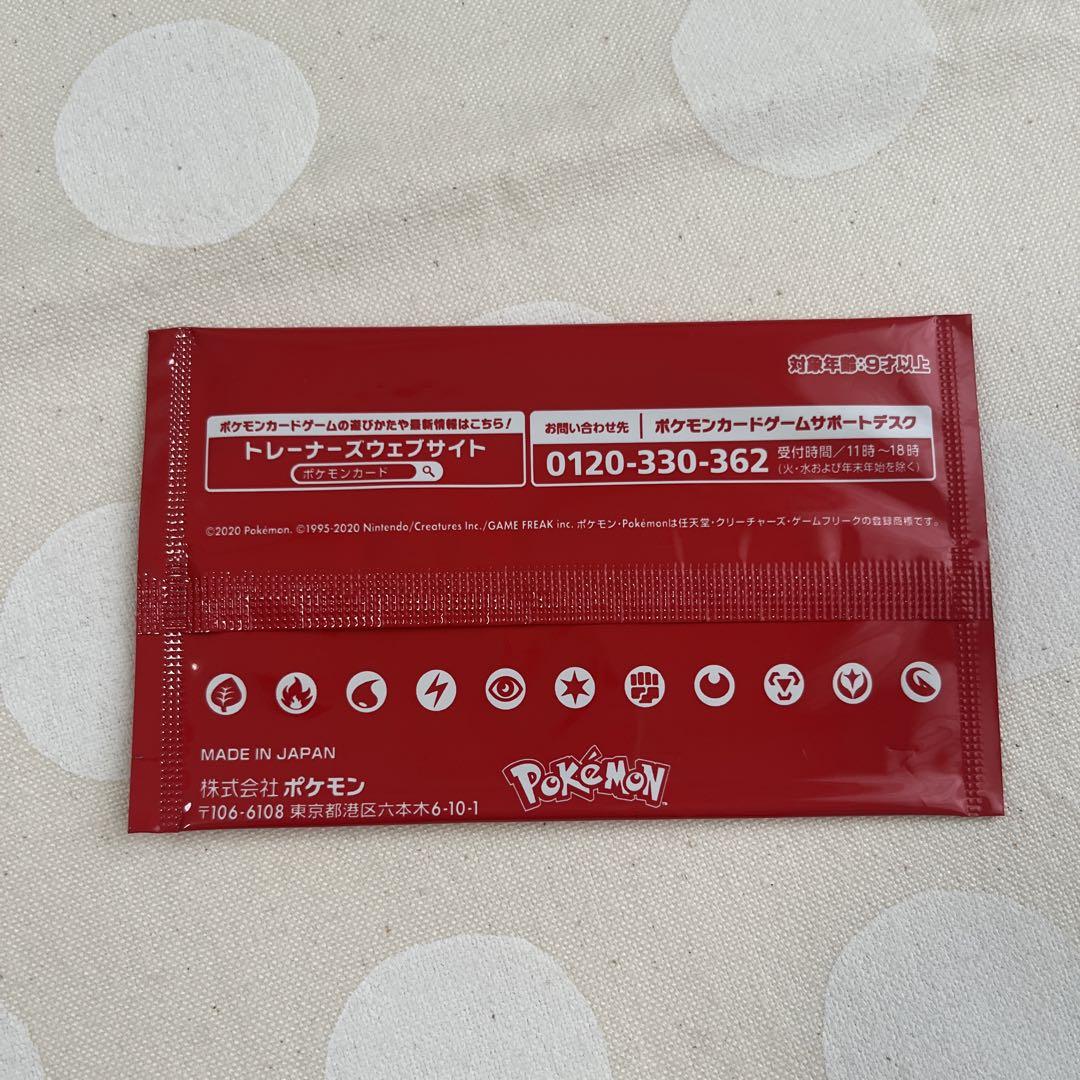 対象年齢:9才以上
ポケモンカードゲームの遊びかたや最新情報はこちら!
トレーナーズウェブサイト
ポケモンカード
お問い合わせ先 | ポケモンカードゲームサポートデスク
0120-330-362 受付時間/11時~18時
(火・水および年末年始を除く)
©2020 Pokémon. ©1995-2020 Nintendo/Creatures Inc./GAME FREAK inc. ポケモン・Pokémonは任天堂・クリーチャーズ・ゲームフリークの登録商標です。
MADE IN JAPAN
株式会社 ポケモン
〒106-6108 東京都港区六本木6-10-1
POKéMON